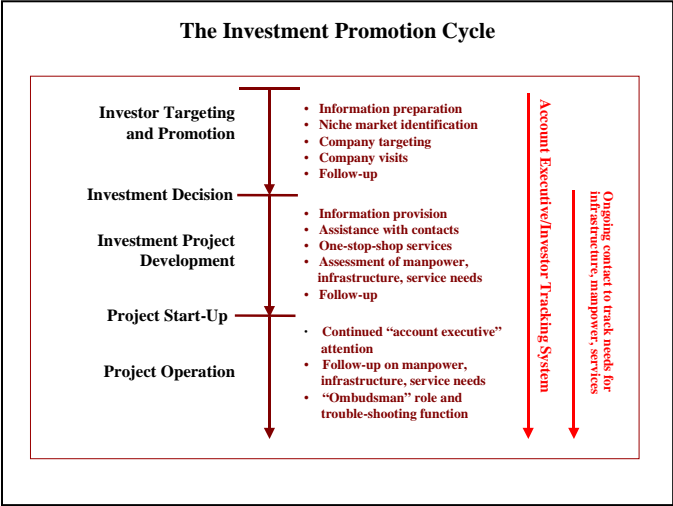 The Investment Promotion Cycle
Investor Targeting
and Promotion
• Information preparation
• Niche market identification
• Company targeting
• Company visits
• Follow-up
Investment Decision
Investment Project
Development
• Information provision
• Assistance with contacts
• One-stop-shop services
• Assessment of manpower,
infrastructure, service needs
• Follow-up
Project Start-Up
Project Operation
• Continued “account executive”
attention
• Follow-up on manpower,
infrastructure, service needs
• “Ombudsman” role and
trouble-shooting function
Account Executive/Investor Tracking System
Ongoing contact to track needs for
infrastructure, manpower, services